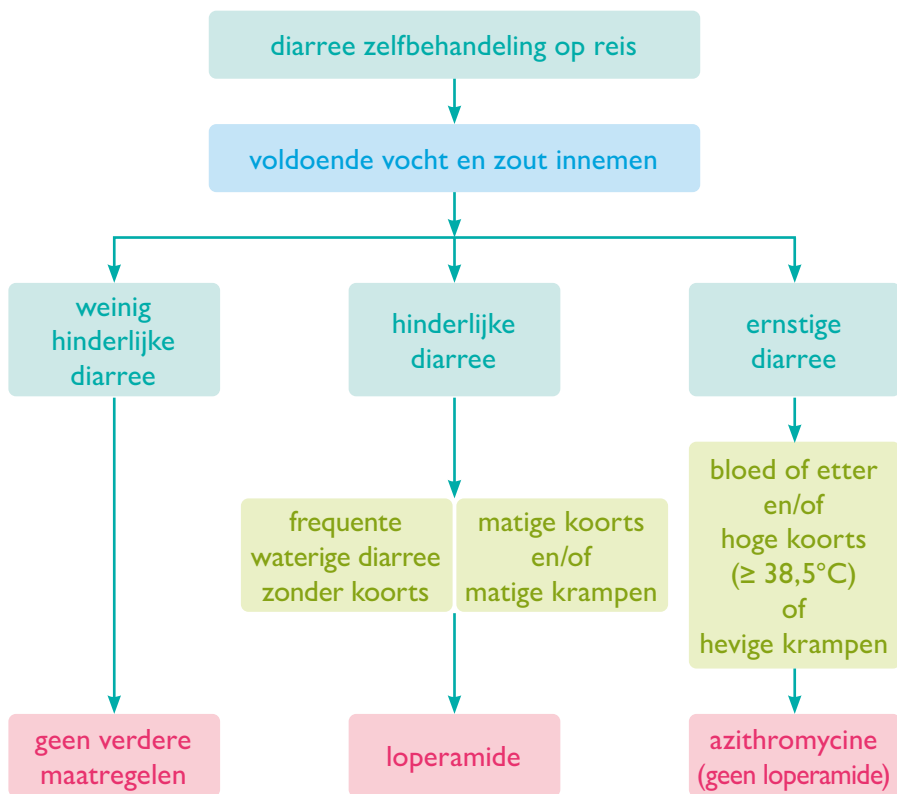 diarree zelfbehandeling op reis
voldoende vocht en zout innemen
weinig
hinderlijke
diarree
hinderlijke
diarree
ernstige
diarree
frequente
waterige diarree
zonder koorts
matige koorts
en/of
matige krampen
bloed of etter
en/of
hoge koorts
(≥ 38,5°C)
of
hevige krampen
geen verdere
maatregelen
loperamide
azithromycine
(geen loperamide)